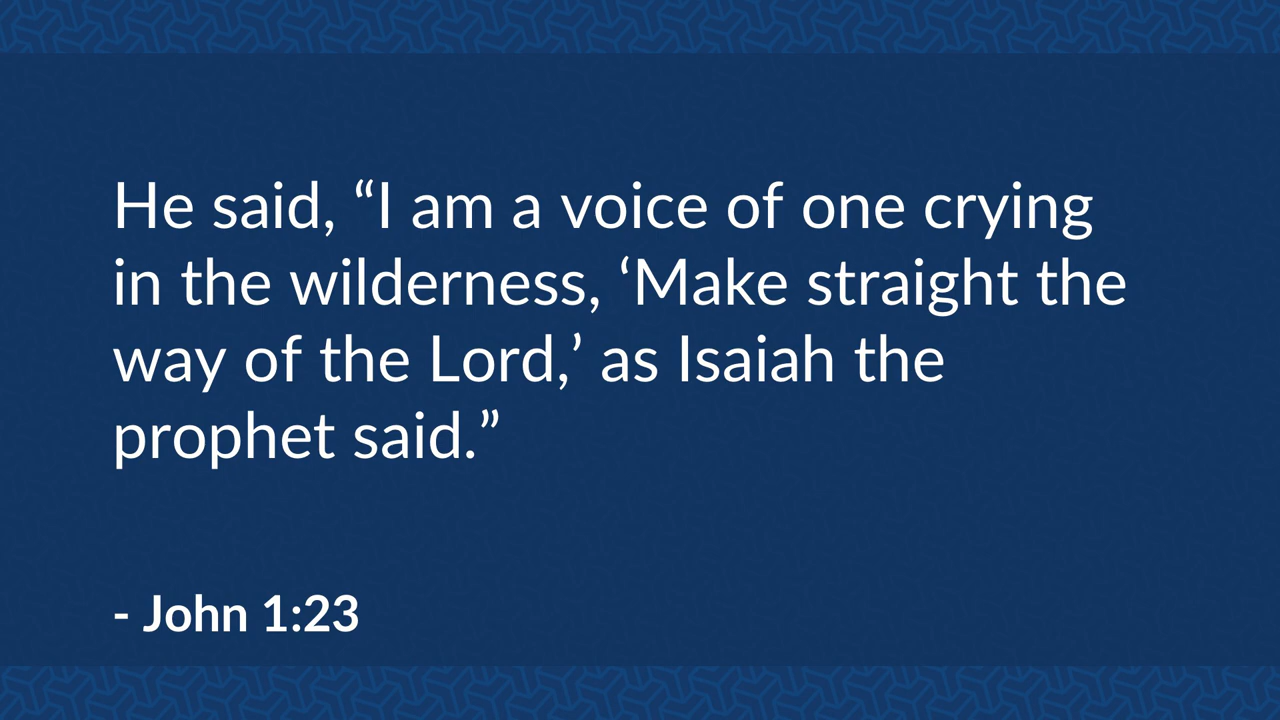 He said, “I am a voice of one crying
in the wilderness, ‘Make straight the
way of the Lord,’ as Isaiah the
prophet said.”
- John 1:23